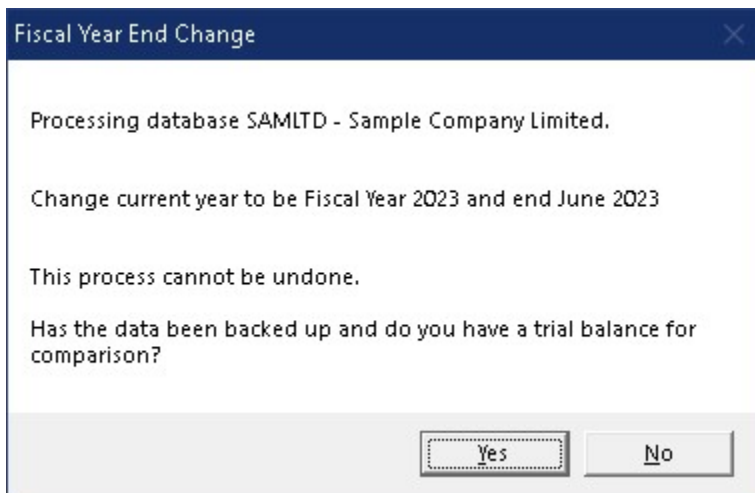 Fiscal Year End Change
Processing database SAMLTD - Sample Company Limited.
Change current year to be Fiscal Year 2023 and end June 2023
This process cannot be undone.
Has the data been backed up and do you have a trial balance for
comparison?
Yes
No